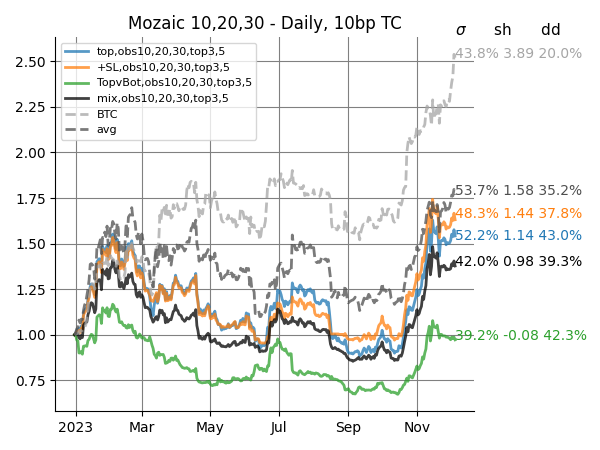 Mozaic 10,20,30 - Daily, 10bp TC
σ sh dd
top,obs10,20,30,top3,5
+SL,obs10,20,30,top3,5
TopvBot,obs10,20,30,top3,5
mix,obs10,20,30,top3,5
BTC
avg
43.8% 3.89 20.0%
53.7% 1.58 35.2%
48.3% 1.44 37.8%
52.2% 1.14 43.0%
42.0% 0.98 39.3%
39.2% -0.08 42.3%
2.50
2.25
2.00
1.75
1.50
1.25
1.00
0.75
2023 Mar May Jul Sep Nov